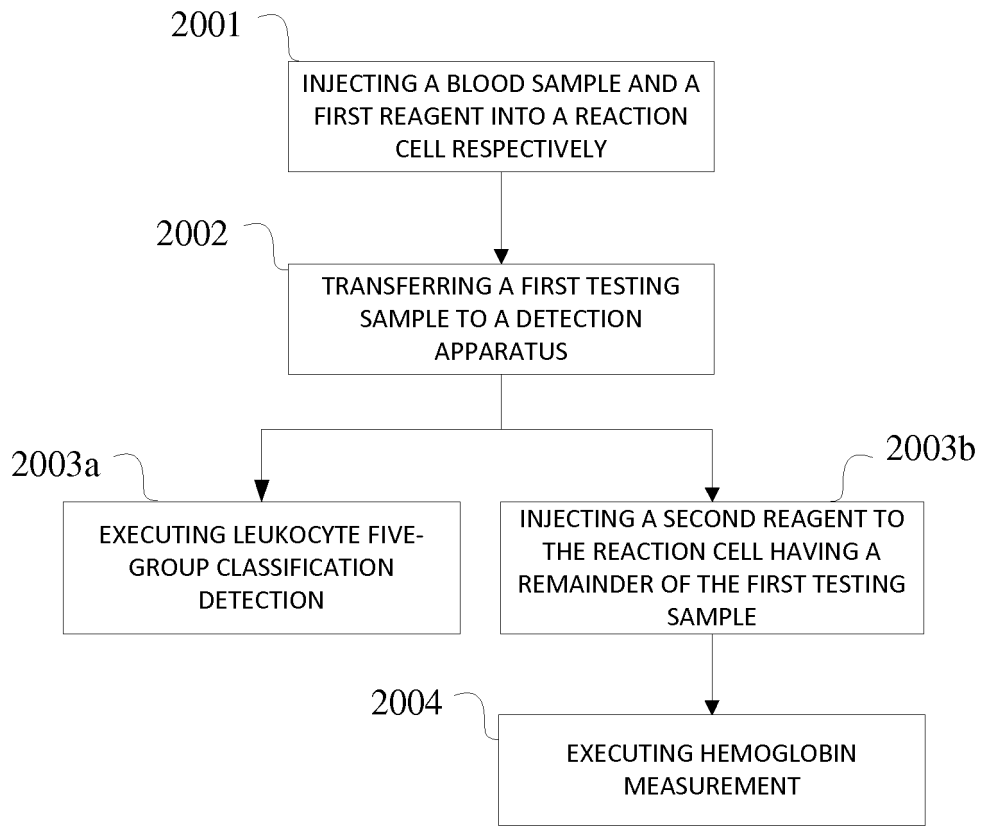 2001
INJECTING A BLOOD SAMPLE AND A
FIRST REAGENT INTO A REACTION
CELL RESPECTIVELY
2002
TRANSFERRING A FIRST TESTING
SAMPLE TO A DETECTION
APPARATUS
2003a
EXECUTING LEUKOCYTE FIVE-
GROUP CLASSIFICATION
DETECTION
2003b
INJECTING A SECOND REAGENT TO
THE REACTION CELL HAVING A
REMAINDER OF THE FIRST TESTING
SAMPLE
2004
EXECUTING HEMOGLOBIN
MEASUREMENT